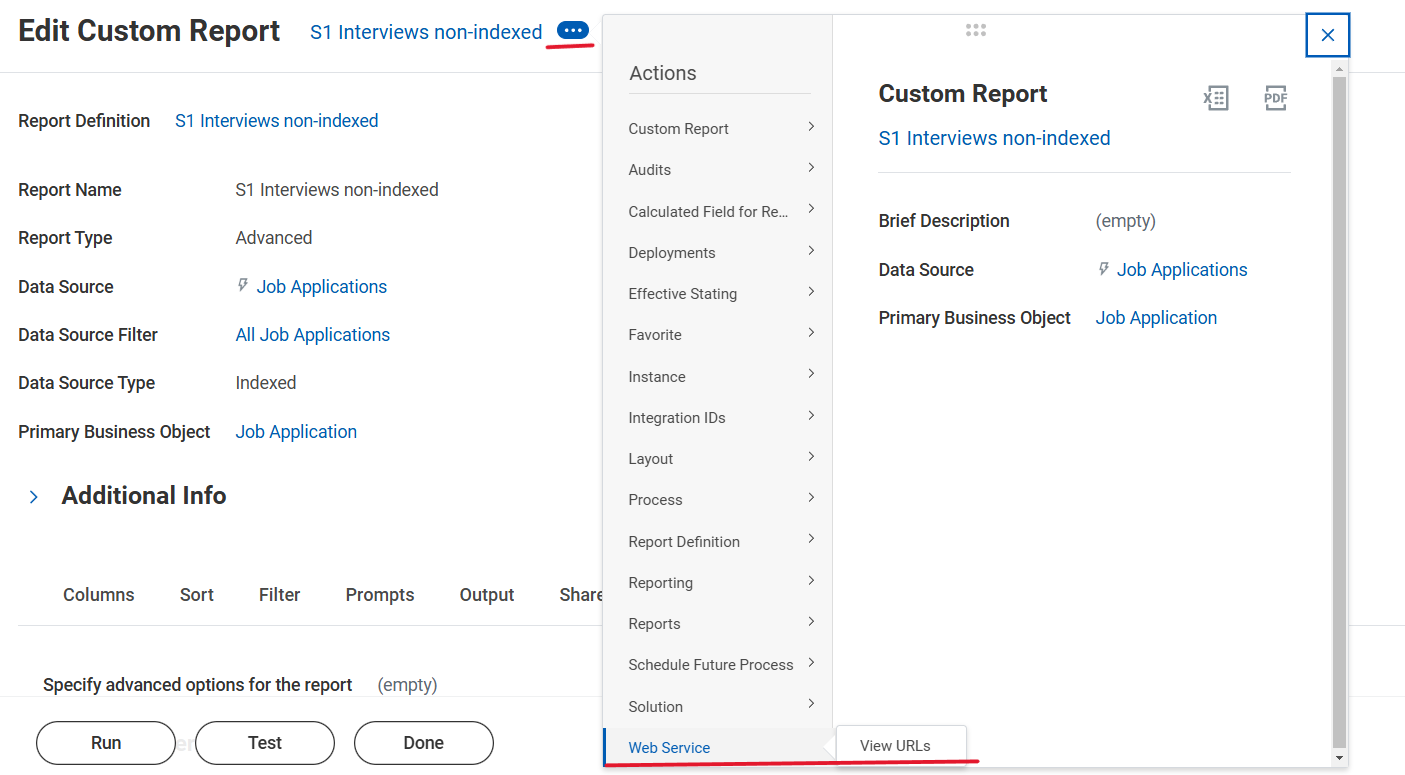 Edit Custom Report S1 Interviews non-indexed
Report Definition S1 Interviews non-indexed
Report Name S1 Interviews non-indexed
Report Type Advanced
Data Source Job Applications
Data Source Filter All Job Applications
Data Source Type Indexed
Primary Business Object Job Application
Additional Info
Columns Sort Filter Prompts Output Share
Specify advanced options for the report (empty)
Run Test Done
Actions
Custom Report
Audits
Calculated Field for Re...
Deployments
Effective Stating
Favorite
Instance
Integration IDs
Layout
Process
Report Definition
Reporting
Reports
Schedule Future Process
Solution
Web Service
View URLs
Custom Report
X PDF
S1 Interviews non-indexed
Brief Description (empty)
Data Source Job Applications
Primary Business Object Job Application